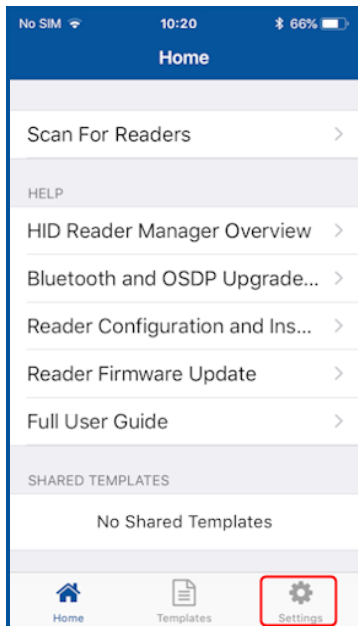 No SIM 10:20 66%
Home
Scan For Readers
HELP
HID Reader Manager Overview
Bluetooth and OSDP Upgrade...
Reader Configuration and Ins...
Reader Firmware Update
Full User Guide
SHARED TEMPLATES
No Shared Templates
Home Templates Settings